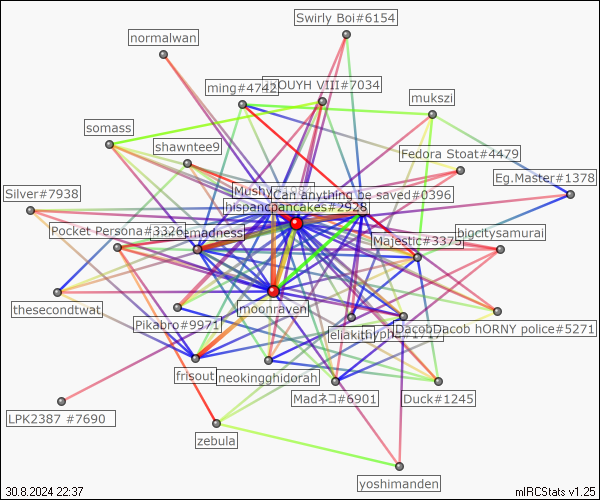 Swirly Boi#6154
normalwan
ming#4742
OUYH VIII#7034
mukszi
somass
shawntee9
Fedora Stoat#4479
Eg.Master#1378
Silver#7938
Mushy
Can anything be saved#0396
hispancpancakes#2928
Pocket Persona#3326
madness
Majestic#3375
bigcitysamurai
thesecondtwat
Pikabro#9971
moonraven
eliakith
DacobDacob hORNY police#5271
frisout
neokingghidorah
Madネコ#6901
Duck#1245
LPK2387 #7690
zebula
yoshimanden
30.8.2024 22:37
mIRCStats v1.25